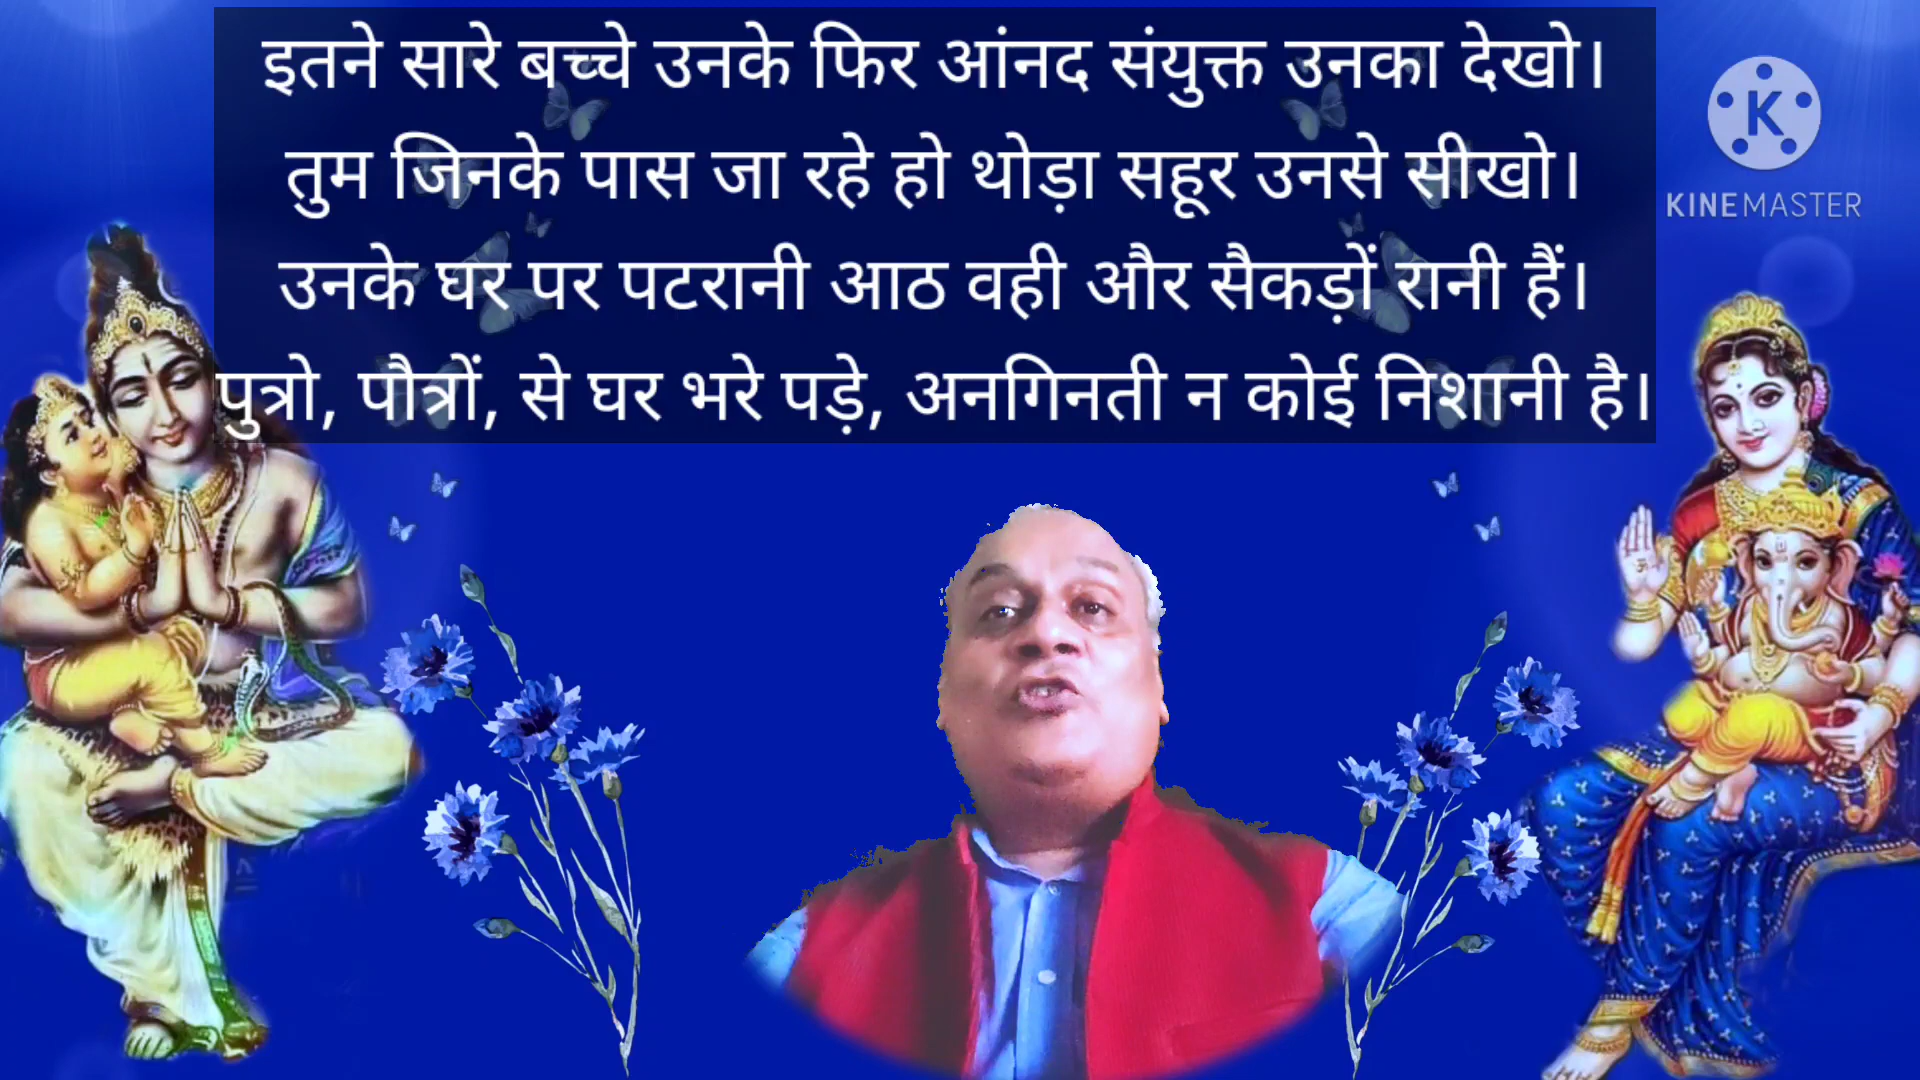 इतने सारे बच्चे उनके फिर आंनद संयुक्त उनका देखो।
तुम जिनके पास जा रहे हो थोड़ा सहूर उनसे सीखो।
उनके घर पर पटरानी आठ वही और सैकड़ों रानी हैं।
पुत्रो, पौत्रों, से घर भरे पड़े, अनगिनती न कोई निशानी है।
K
KINEMASTER